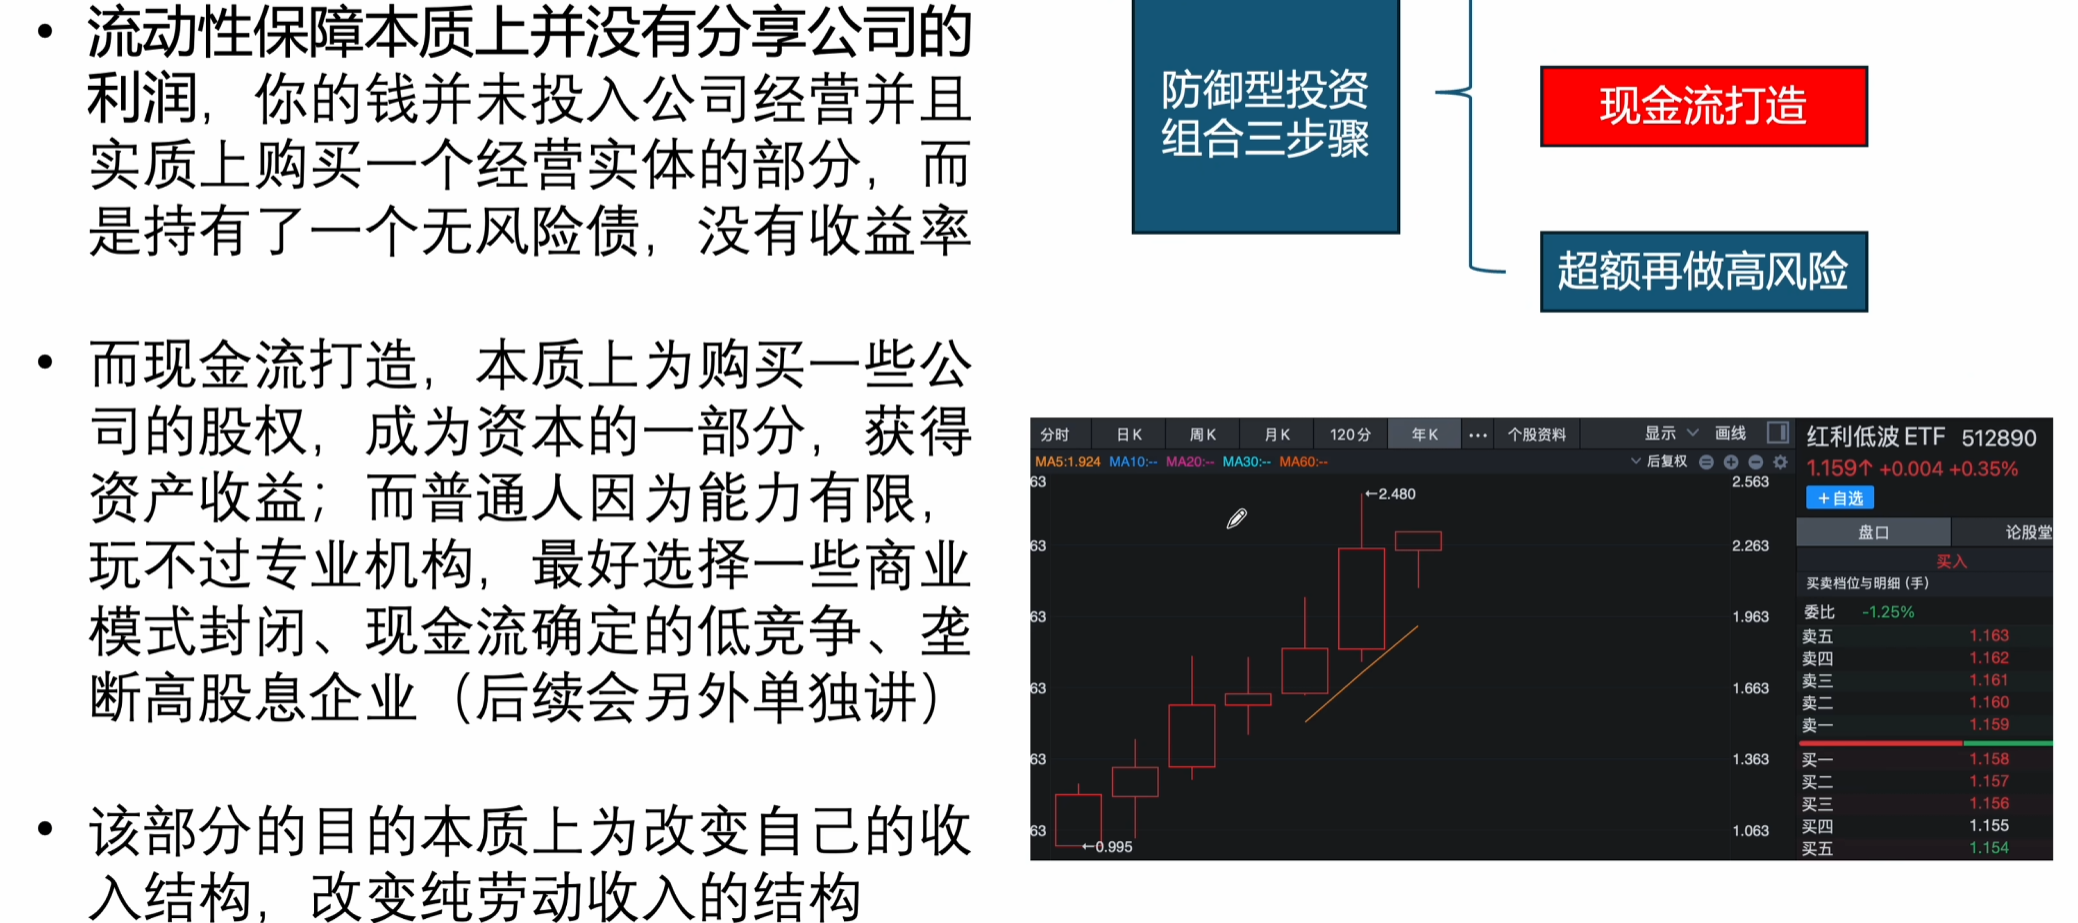 • 流动性保障本质上并没有分享公司的
利润，你的钱并未投入公司经营并且
实质上购买一个经营实体的部分，而
是持有了一个无风险债，没有收益率
• 而现金流打造，本质上为购买一些公
司的股权，成为资本的一部分，获得
资产收益；而普通人因为能力有限，
玩不过专业机构，最好选择一些商业
模式封闭、现金流确定的低竞争、垄
断高股息企业（后续会另外单独讲）
• 该部分的目的本质上为改变自己的收
入结构，改变纯劳动收入的结构
防御型投资
组合三步骤
现金流打造
超额再做高风险
分时 日K 周K 月K 120分 年K ··· 个股资料 显示 画线
MA5:1.924 MA10:-- MA20:-- MA30:-- MA60:-- 后复权
63 2.563
←2.480
63 2.263
63 1.963
63 1.663
63 1.363
63 1.063
←0.995
红利低波ETF 512890
1.159↑ +0.004 +0.35%
+自选
盘口 论股堂
买入
买卖档位与明细 (手)
委比 -1.25%
卖五 1.163
卖四 1.162
卖三 1.161
卖二 1.160
卖一 1.159
买一 1.158
买二 1.157
买三 1.156
买四 1.155
买五 1.154